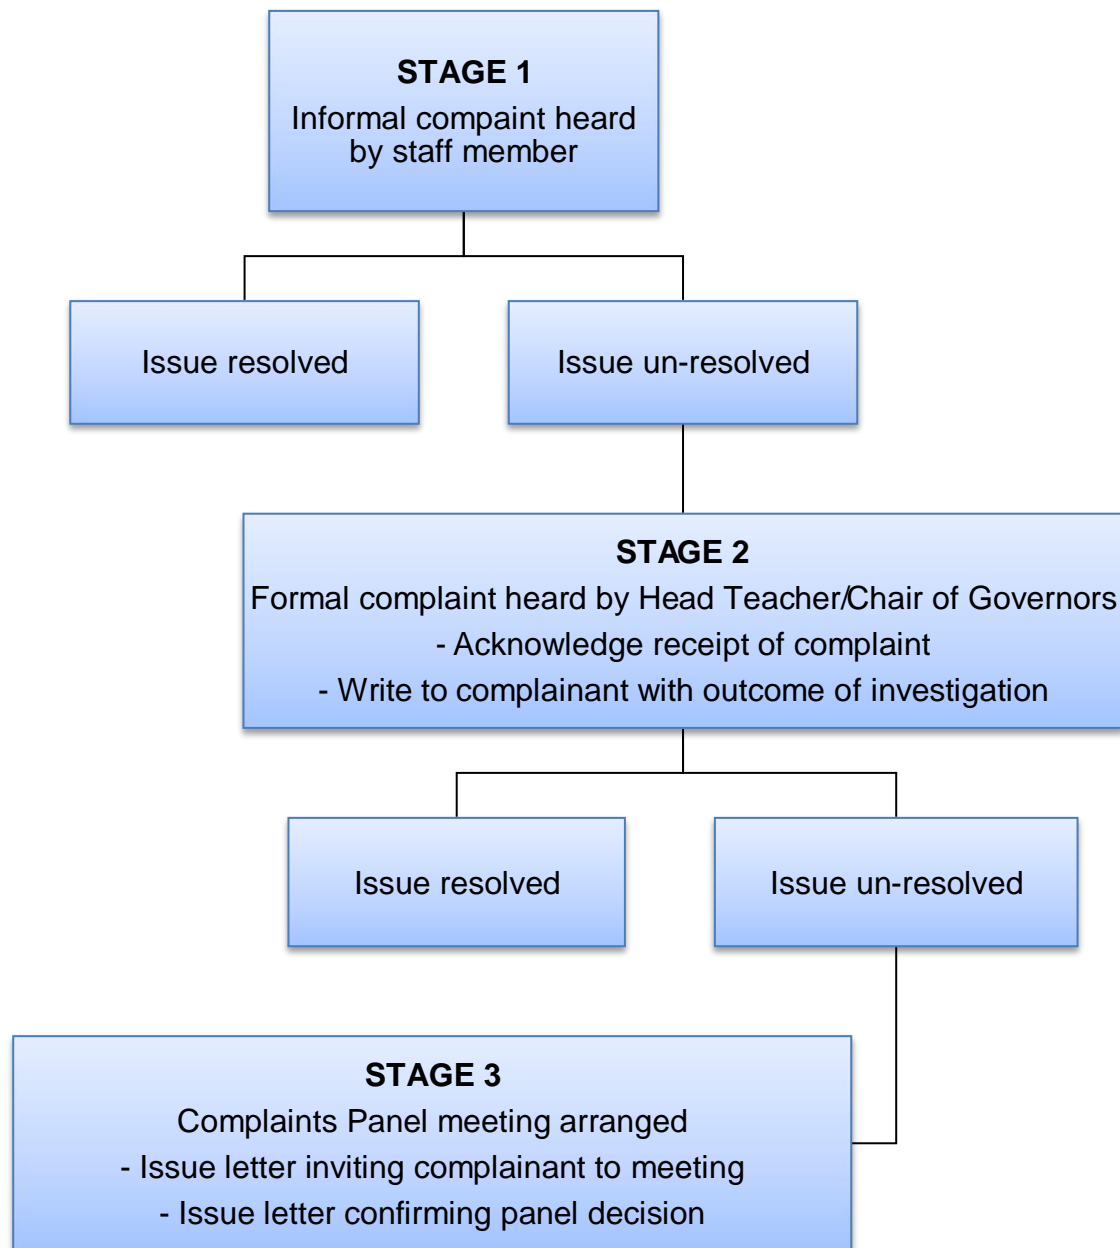 STAGE 1
Informal compaint heard
by staff member
Issue resolved
Issue un-resolved
STAGE 2
Formal complaint heard by Head Teacher/Chair of Governors
- Acknowledge receipt of complaint
- Write to complainant with outcome of investigation
Issue resolved
Issue un-resolved
STAGE 3
Complaints Panel meeting arranged
- Issue letter inviting complainant to meeting
- Issue letter confirming panel decision